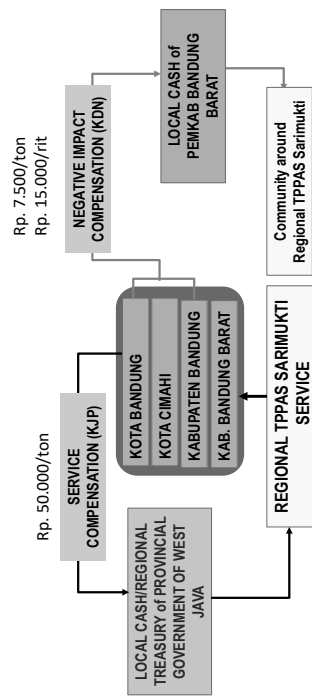 Rp. 50.000/ton
SERVICE
COMPENSATION (KJP)
Rp. 7.500/ton
Rp. 15.000/rit
NEGATIVE IMPACT
COMPENSATION (KDN)
LOCAL CASH/REGIONAL
TREASURY of PROVINCIAL
GOVERNMENT OF WEST
JAVA
KOTA BANDUNG
KOTA CIMAHI
KABUPATEN BANDUNG
KAB. BANDUNG BARAT
LOCAL CASH of
PEMKAB BANDUNG
BARAT
REGIONAL TPPAS SARIMUKTI
SERVICE
Community around
Regional TPPAS Sarimukti